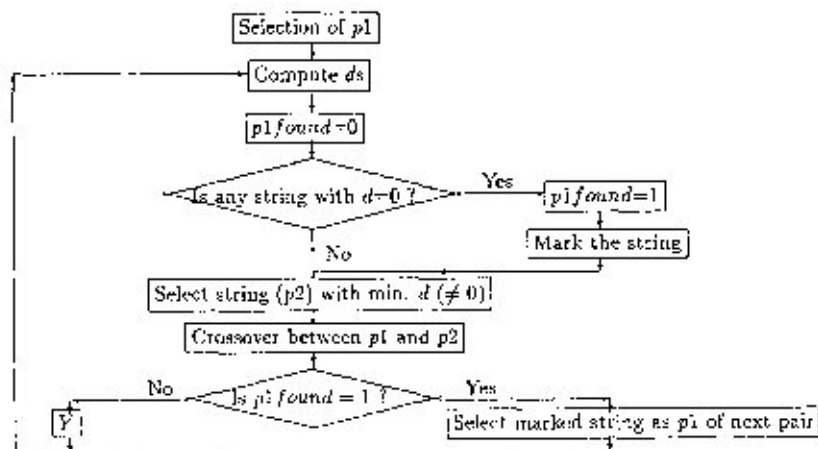 Selection of p1
Compute ds
p1found=0
Is any string with d=0 ?
Yes
p1found=1
Mark the string
No
Select string (p2) with min. d (≠ 0)
Crossover between p1 and p2
No
Is p1found = 1 ?
Yes
Y
Select marked string as p1 of next pair